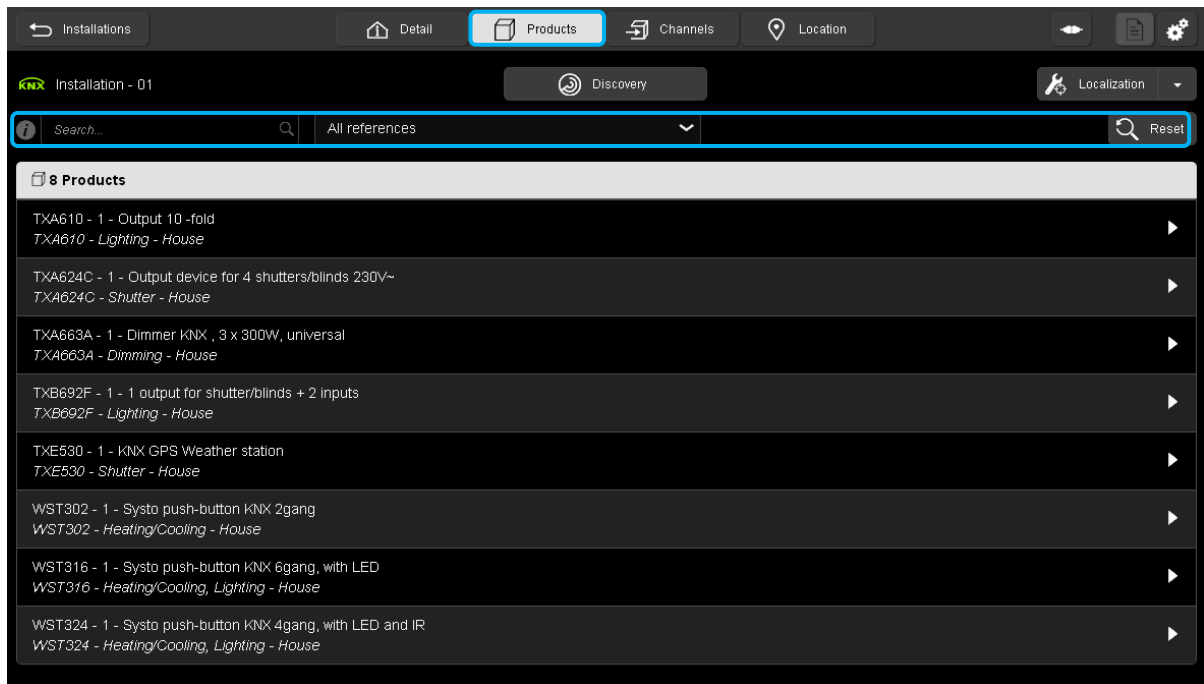 Installations
Detail
Products
Channels
Location
KNX Installation - 01
Discovery
Localization
Search...
All references
Reset
8 Products
TXA610 - 1 - Output 10 -fold
TXA610 - Lighting - House
TXA624C - 1 - Output device for 4 shutters/blinds 230V~
TXA624C - Shutter - House
TXA663A - 1 - Dimmer KNX , 3 x 300W, universal
TXA663A - Dimming - House
TXB692F - 1 - 1 output for shutter/blinds + 2 inputs
TXB692F - Lighting - House
TXE530 - 1 - KNX GPS Weather station
TXE530 - Shutter - House
WST302 - 1 - Systo push-button KNX 2gang
WST302 - Heating/Cooling - House
WST316 - 1 - Systo push-button KNX 6gang, with LED
WST316 - Heating/Cooling, Lighting - House
WST324 - 1 - Systo push-button KNX 4gang, with LED and IR
WST324 - Heating/Cooling, Lighting - House